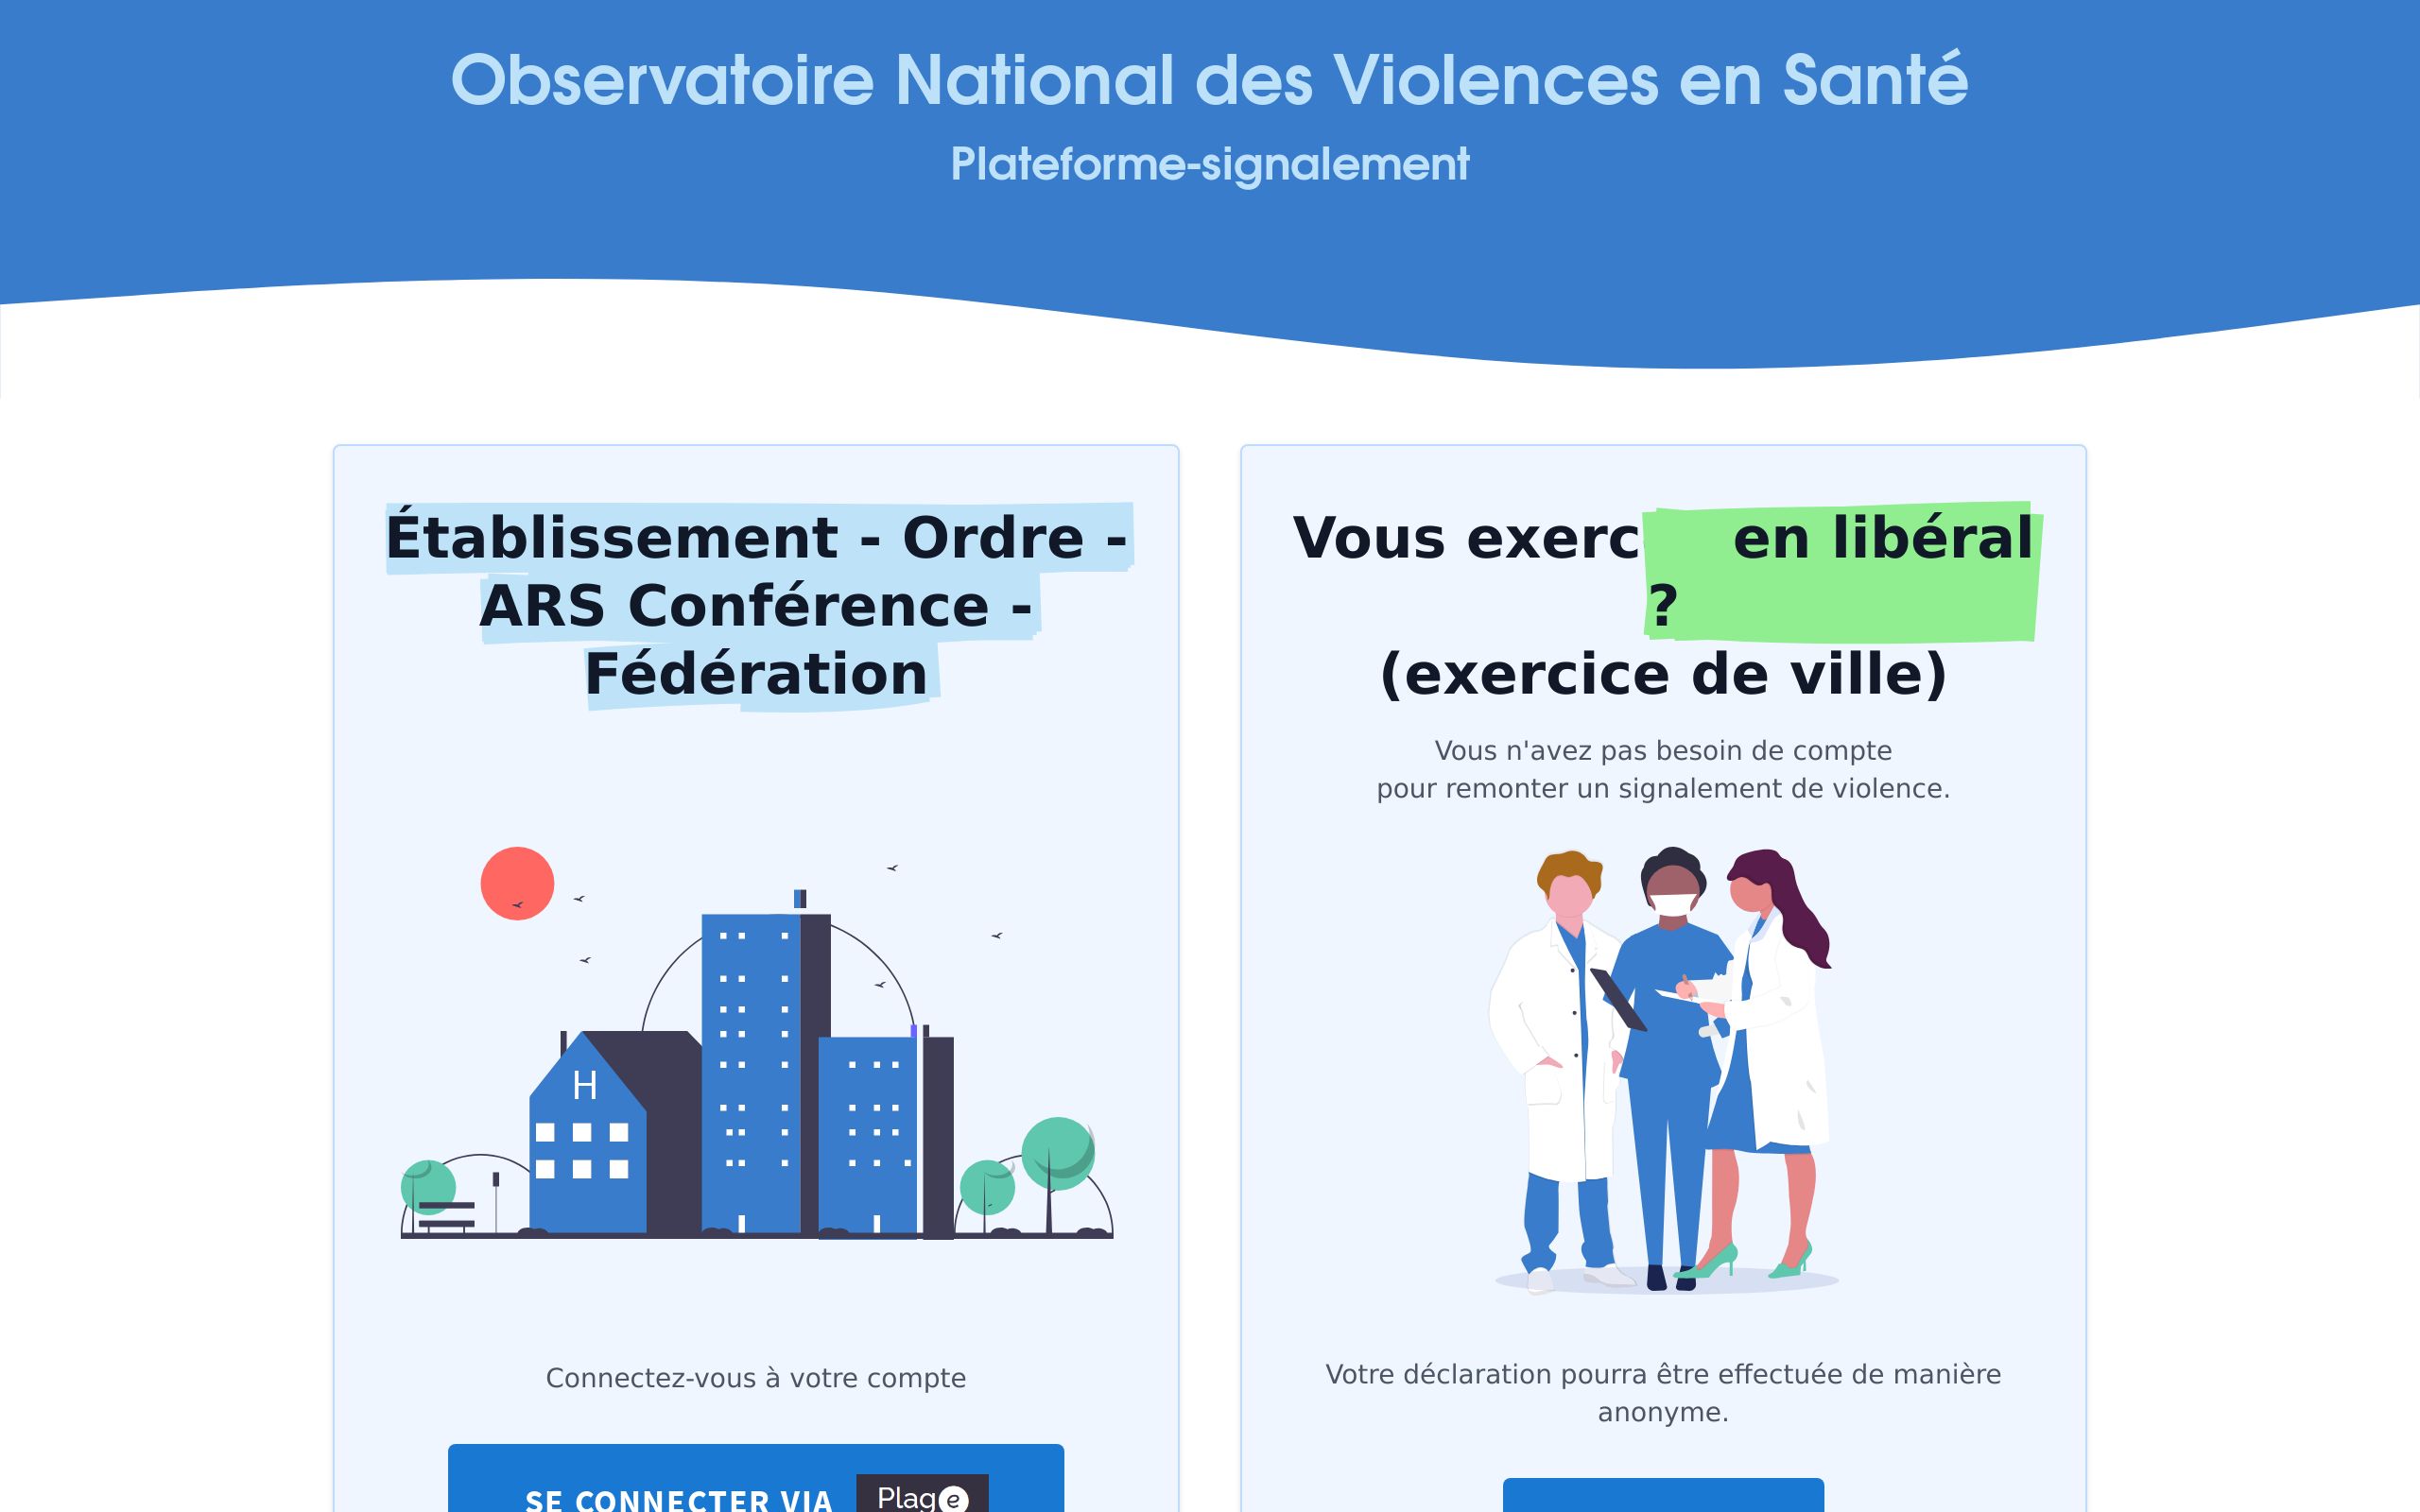 Observatoire National des Violences en Santé
Plateforme-signalement
Établissement - Ordre -
ARS Conférence -
Fédération
H
Connectez-vous à votre compte
SE CONNECTER VIA Plage
Vous en libéral
?
(exercice de ville)
Vous n'avez pas besoin de compte
pour remonter un signalement de violence.
Votre déclaration pourra être effectuée de manière
anonyme.